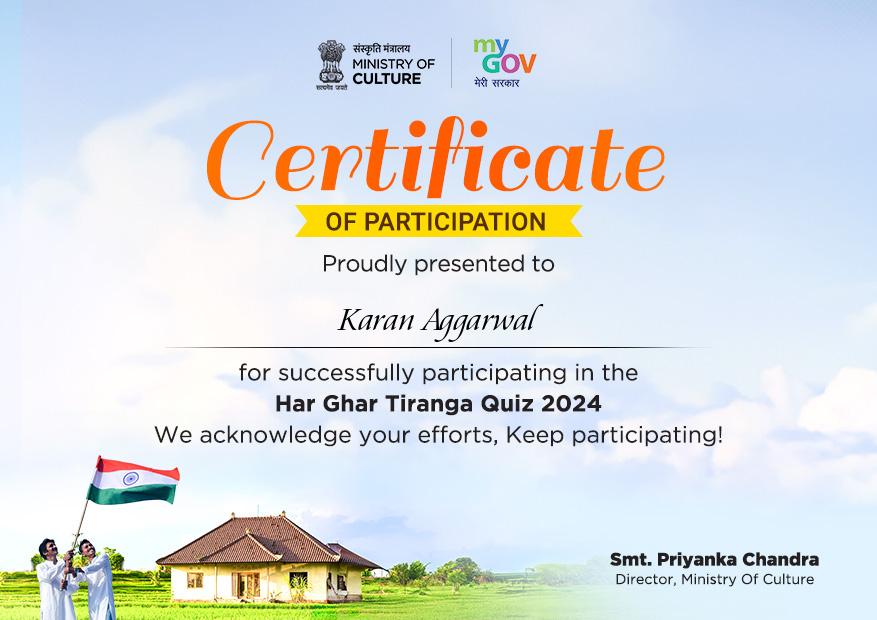 संस्कृति मंत्रालय
MINISTRY OF
CULTURE
सत्यमेव जयते
my
GOV
मेरी सरकार
Certificate
OF PARTICIPATION
Proudly presented to
Karan Aggarwal
for successfully participating in the
Har Ghar Tiranga Quiz 2024
We acknowledge your efforts, Keep participating!
Smt. Priyanka Chandra
Director, Ministry Of Culture